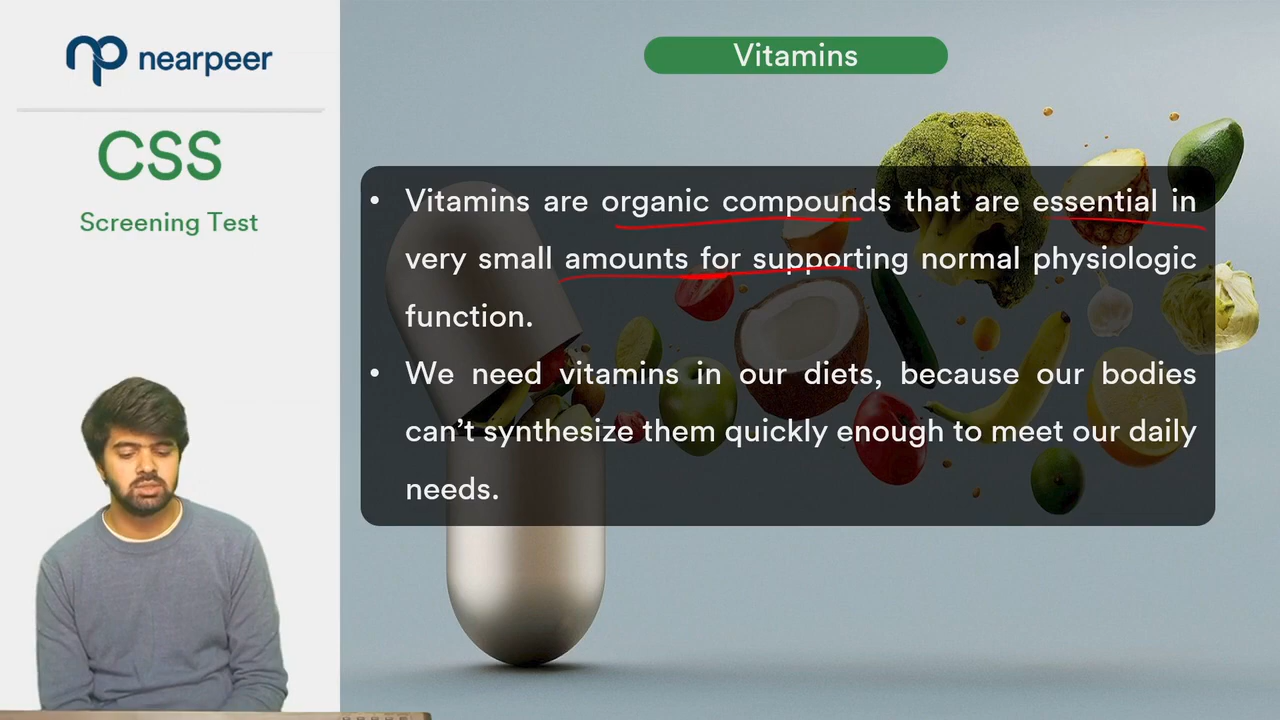 nearpeer
CSS
Screening Test
Vitamins
• Vitamins are organic compounds that are essential in
very small amounts for supporting normal physiologic
function.
• We need vitamins in our diets, because our bodies
can’t synthesize them quickly enough to meet our daily
needs.